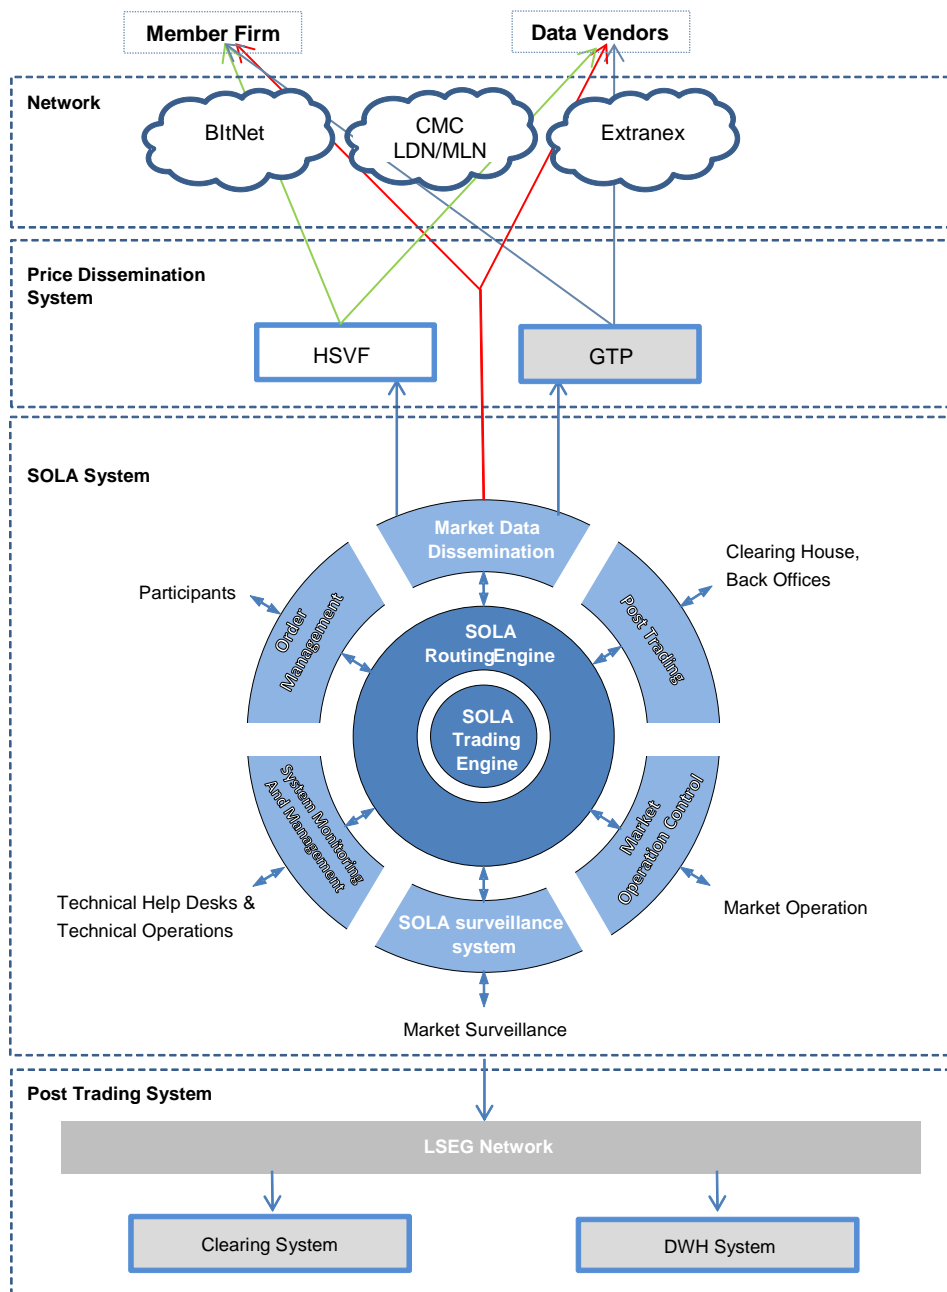 Member Firm
Data Vendors
Network
BItNet
CMC
LDN/MLN
Extranex
Price Dissemination
System
HSVF
GTP
SOLA System
Market Data
Dissemination
Participants
Order
Management
Clearing House,
Back Offices
Post Trading
SOLA
RoutingEngine
SOLA
Trading
Engine
System Monitoring
And Management
Market
Operation Control
Technical Help Desks &
Technical Operations
SOLA surveillance
system
Market Operation
Market Surveillance
Post Trading System
LSEG Network
Clearing System
DWH System